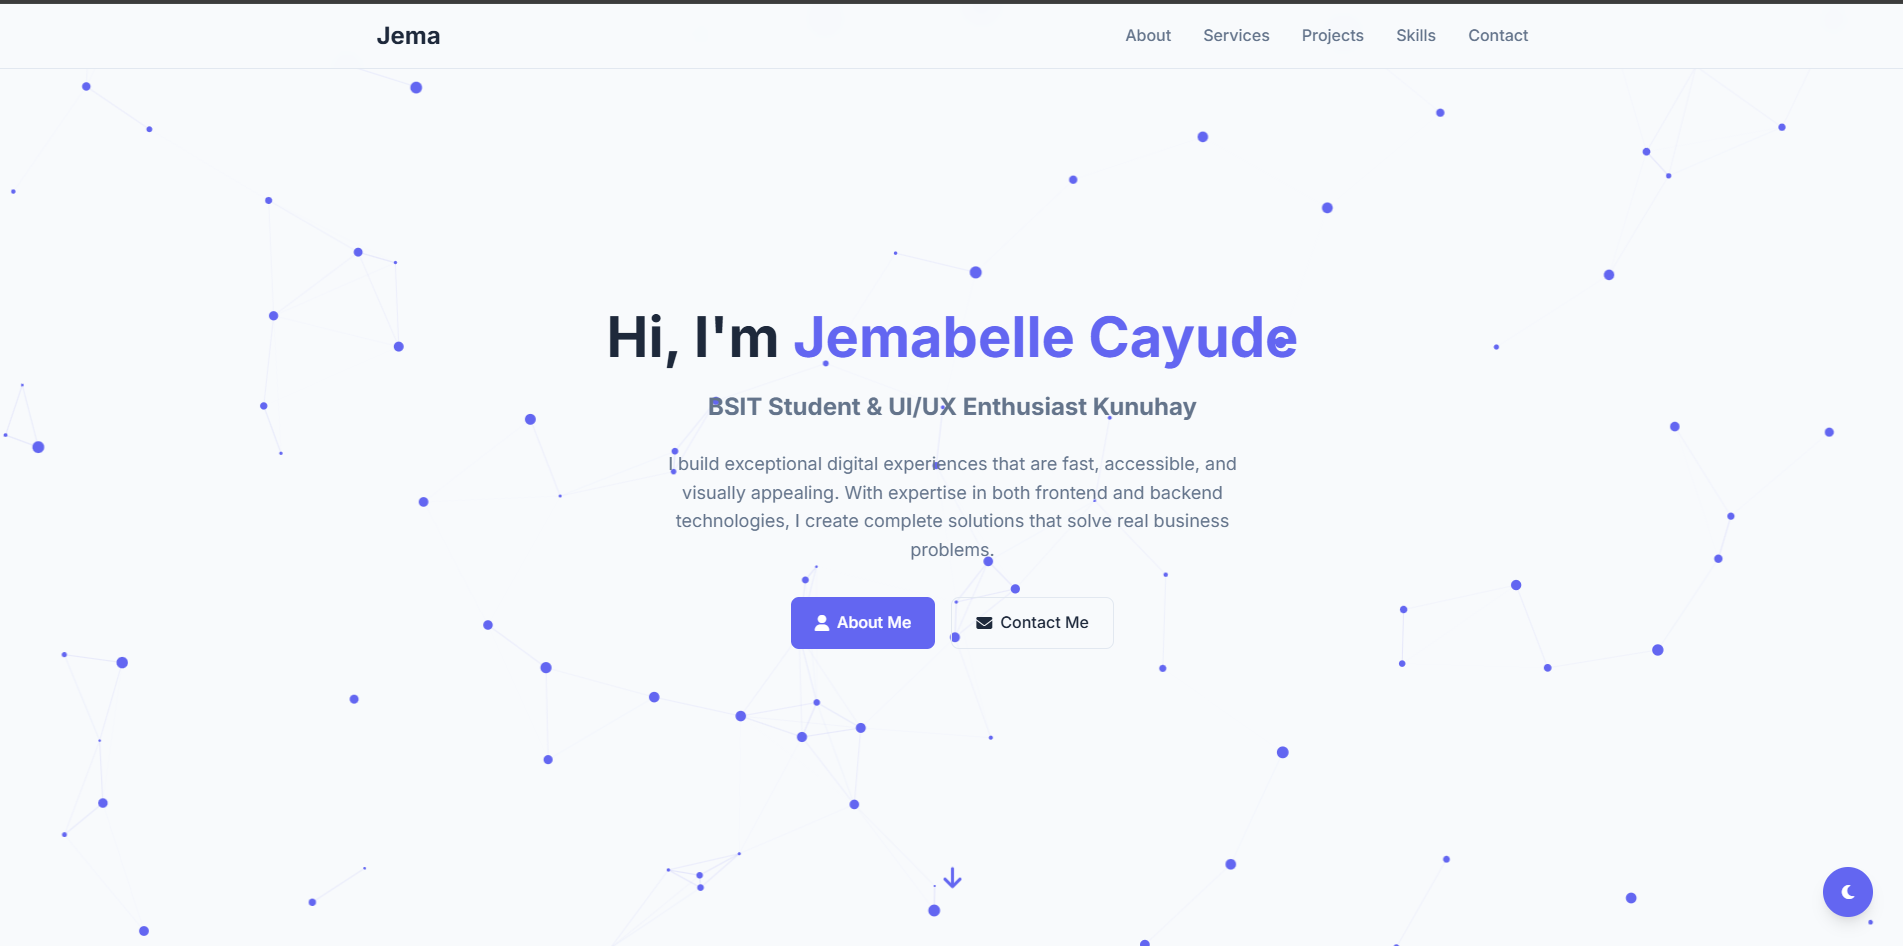 Jema
About
Services
Projects
Skills
Contact
Hi, I'm Jemabelle Cayude
BSIT Student & UI/UX Enthusiast Kunuhay
I build exceptional digital experiences that are fast, accessible, and
visually appealing. With expertise in both frontend and backend
technologies, I create complete solutions that solve real business
problems.
About Me
Contact Me